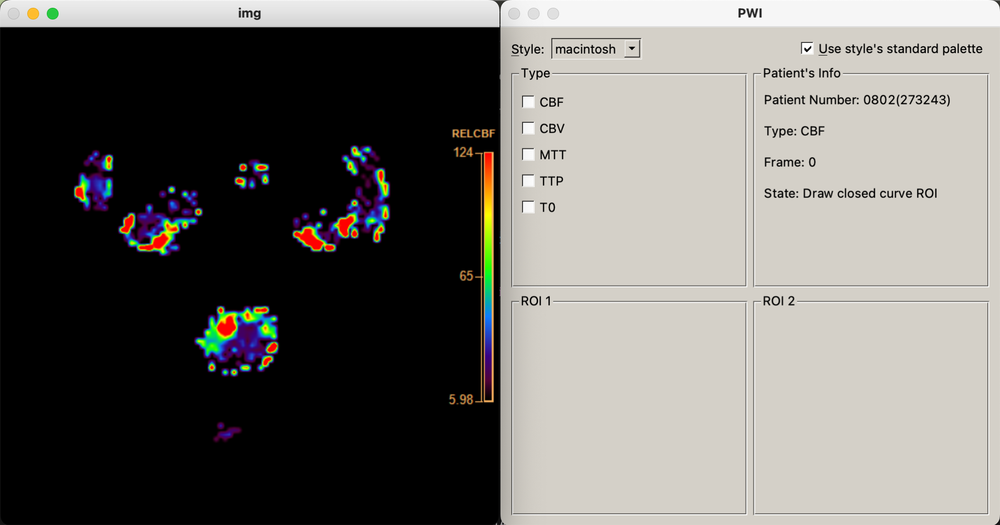 img
RELCBF
124
65
5.98
PWI
Style: macintosh
Use style's standard palette
Type
CBF
CBV
MTT
TTP
T0
Patient's Info
Patient Number: 0802(273243)
Type: CBF
Frame: 0
State: Draw closed curve ROI
ROI 1
ROI 2